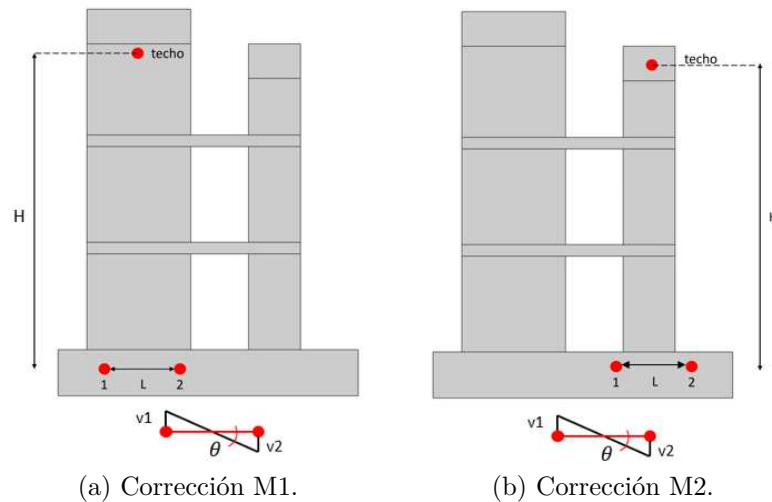 techo
H
1 L 2
v1
θ
v2
(a) Corrección M1.
techo
H
1 L 2
v1
θ
v2
(b) Corrección M2.